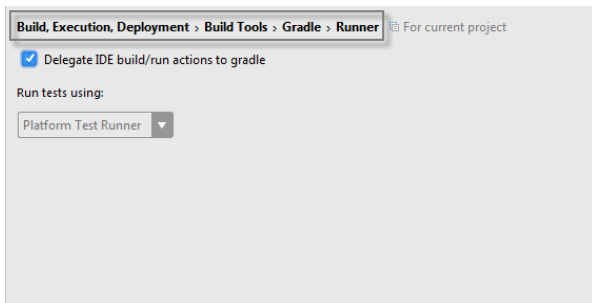 Build, Execution, Deployment › Build Tools › Gradle › Runner For current project
Delegate IDE build/run actions to gradle
Run tests using:
Platform Test Runner